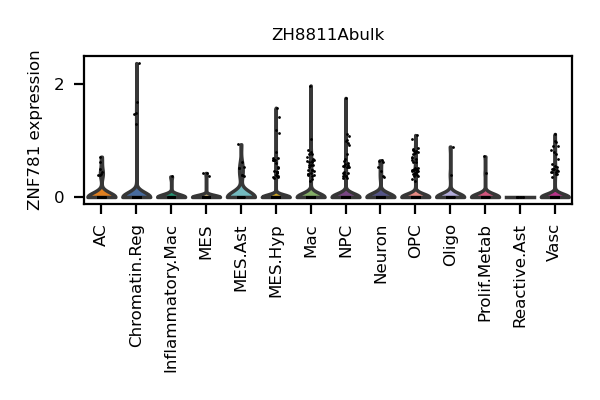 ZH8811Abulk
ZNF781 expression
2
0
AC
Chromatin.Reg
Inflammatory.Mac
MES
MES.Ast
MES.Hyp
Mac
NPC
Neuron
OPC
Oligo
Prolif.Metab
Reactive.Ast
Vasc